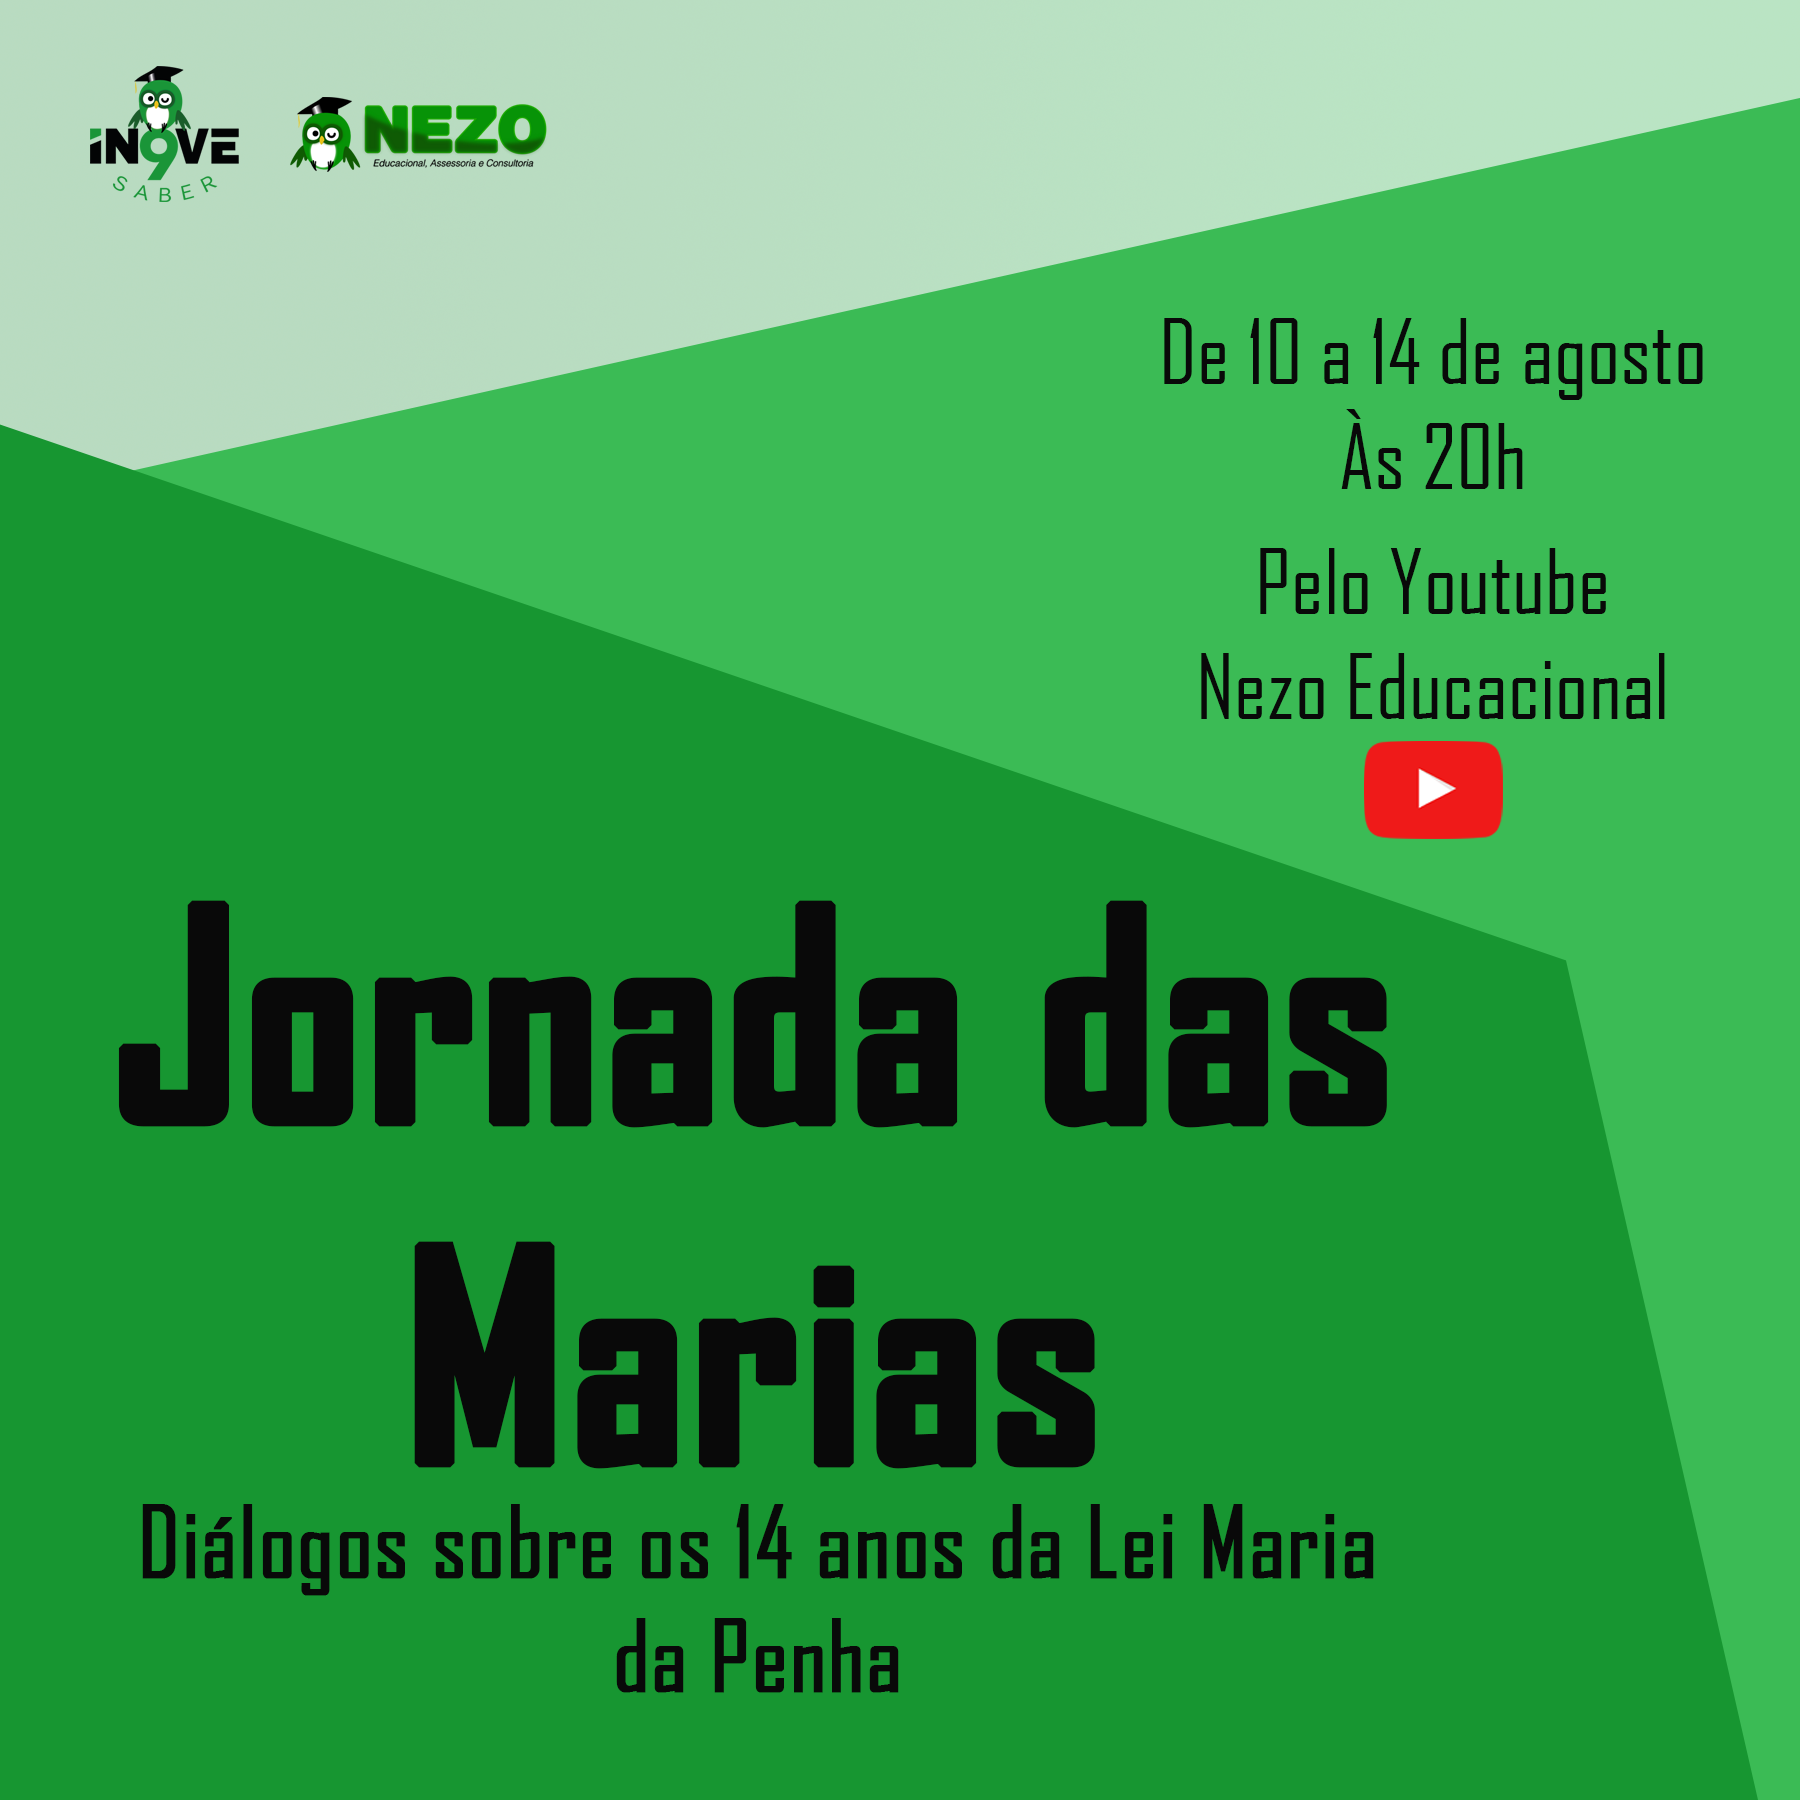 iN9VE
SABER
NEZO
Educacional, Assessoria e Consultoria
De 10 a 14 de agosto
Às 20h
Pelo Youtube
Nezo Educacional
Jornada das
Marias
Diálogos sobre os 14 anos da Lei Maria
da Penha